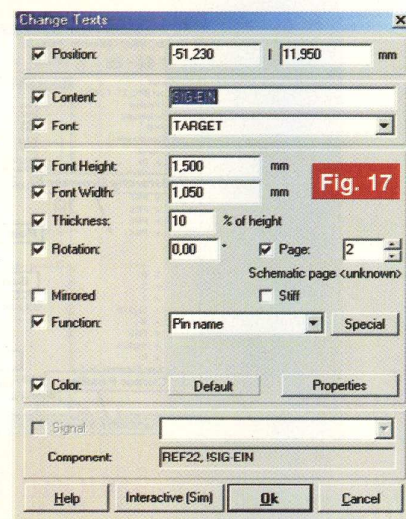 Change Texts
Position: -51,230 | 11,950 mm
Content: SIG-EIN
Font: TARGET
Font Height: 1,500 mm
Font Width: 1,050 mm
Fig. 17
Thickness: 10 % of height
Rotation: 0,00 ° Page: 2
Schematic page <unknown>
Mirrored Stiff
Function: Pin name Special
Color: Default Properties
Signal
Component: REF22, !SIG-EIN
Help Interactive (Sim) Ok Cancel